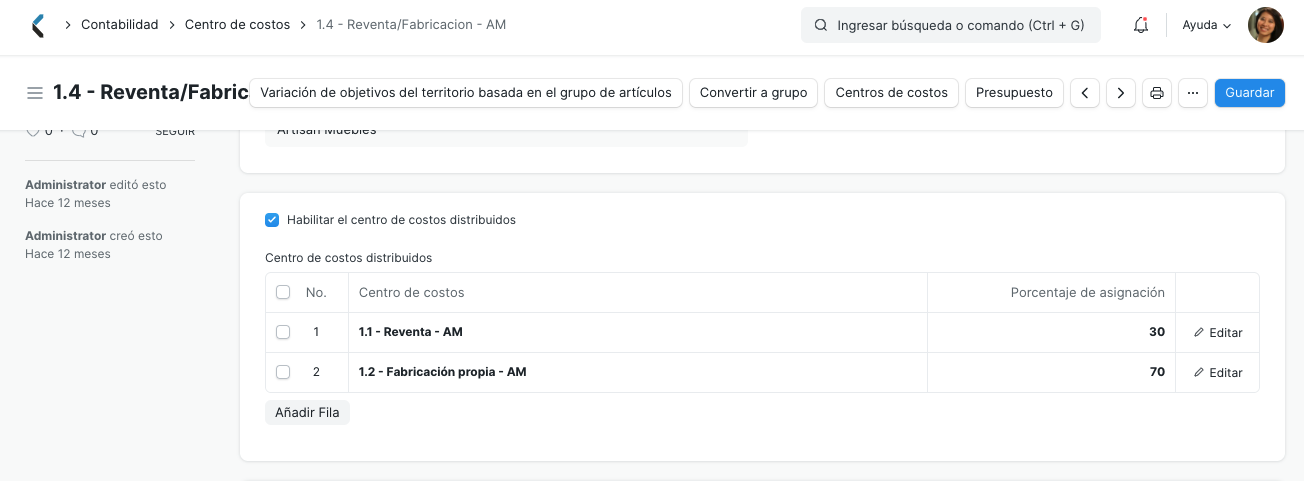 Contabilidad
Centro de costos
1.4 - Reventa/Fabricacion - AM
Ingresar búsqueda o comando (Ctrl + G)
Ayuda
1.4 - Reventa/Fabric
Variación de objetivos del territorio basada en el grupo de artículos
Convertir a grupo
Centros de costos
Presupuesto
Guardar
0 · 0 SEGUIR
Artisan Muebles
Administrator editó esto
Hace 12 meses
Administrator creó esto
Hace 12 meses
Habilitar el centro de costos distribuidos
Centro de costos distribuidos
No. Centro de costos Porcentaje de asignación
1 1.1 - Reventa - AM 30 Editar
2 1.2 - Fabricación propia - AM 70 Editar
Añadir Fila